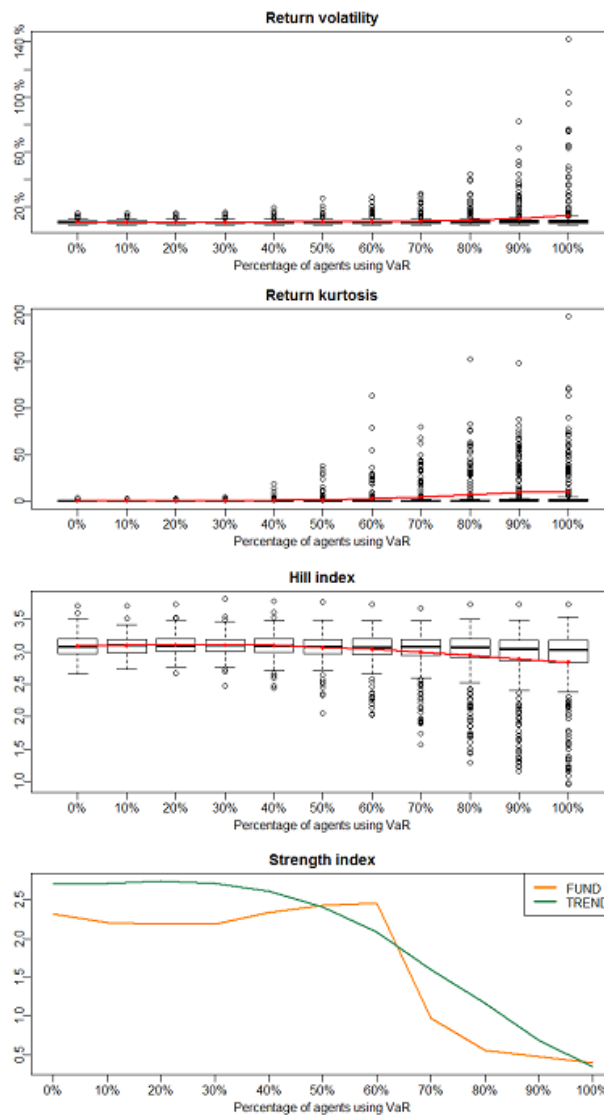 Return volatility
140 %
100 %
60 %
20 %
0% 10% 20% 30% 40% 50% 60% 70% 80% 90% 100%
Percentage of agents using VaR
Return kurtosis
200
150
100
50
0
0% 10% 20% 30% 40% 50% 60% 70% 80% 90% 100%
Percentage of agents using VaR
Hill index
3,5
3,0
2,5
2,0
1,5
1,0
0% 10% 20% 30% 40% 50% 60% 70% 80% 90% 100%
Percentage of agents using VaR
Strength index
FUND
TREND
2,5
2,0
1,5
1,0
0,5
0% 10% 20% 30% 40% 50% 60% 70% 80% 90% 100%
Percentage of agents using VaR